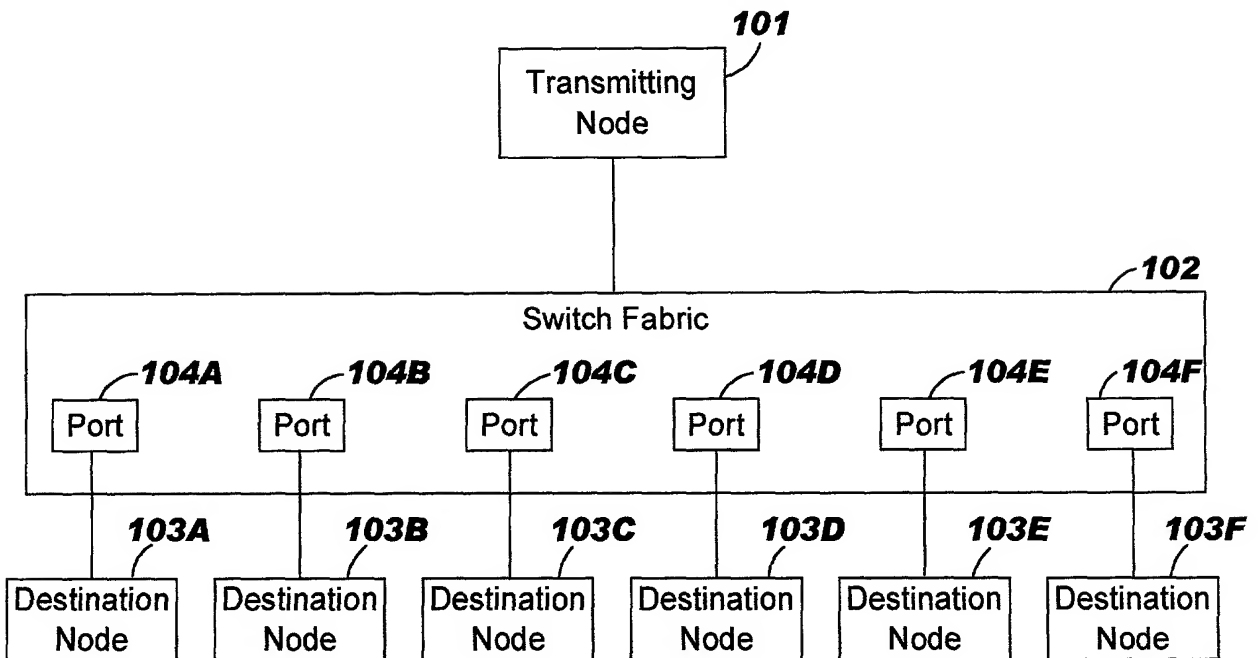 101
Transmitting
Node
102
Switch Fabric
104A 104B 104C 104D 104E 104F
Port Port Port Port Port Port
103A 103B 103C 103D 103E 103F
Destination Destination Destination Destination Destination Destination
Node Node Node Node Node Node